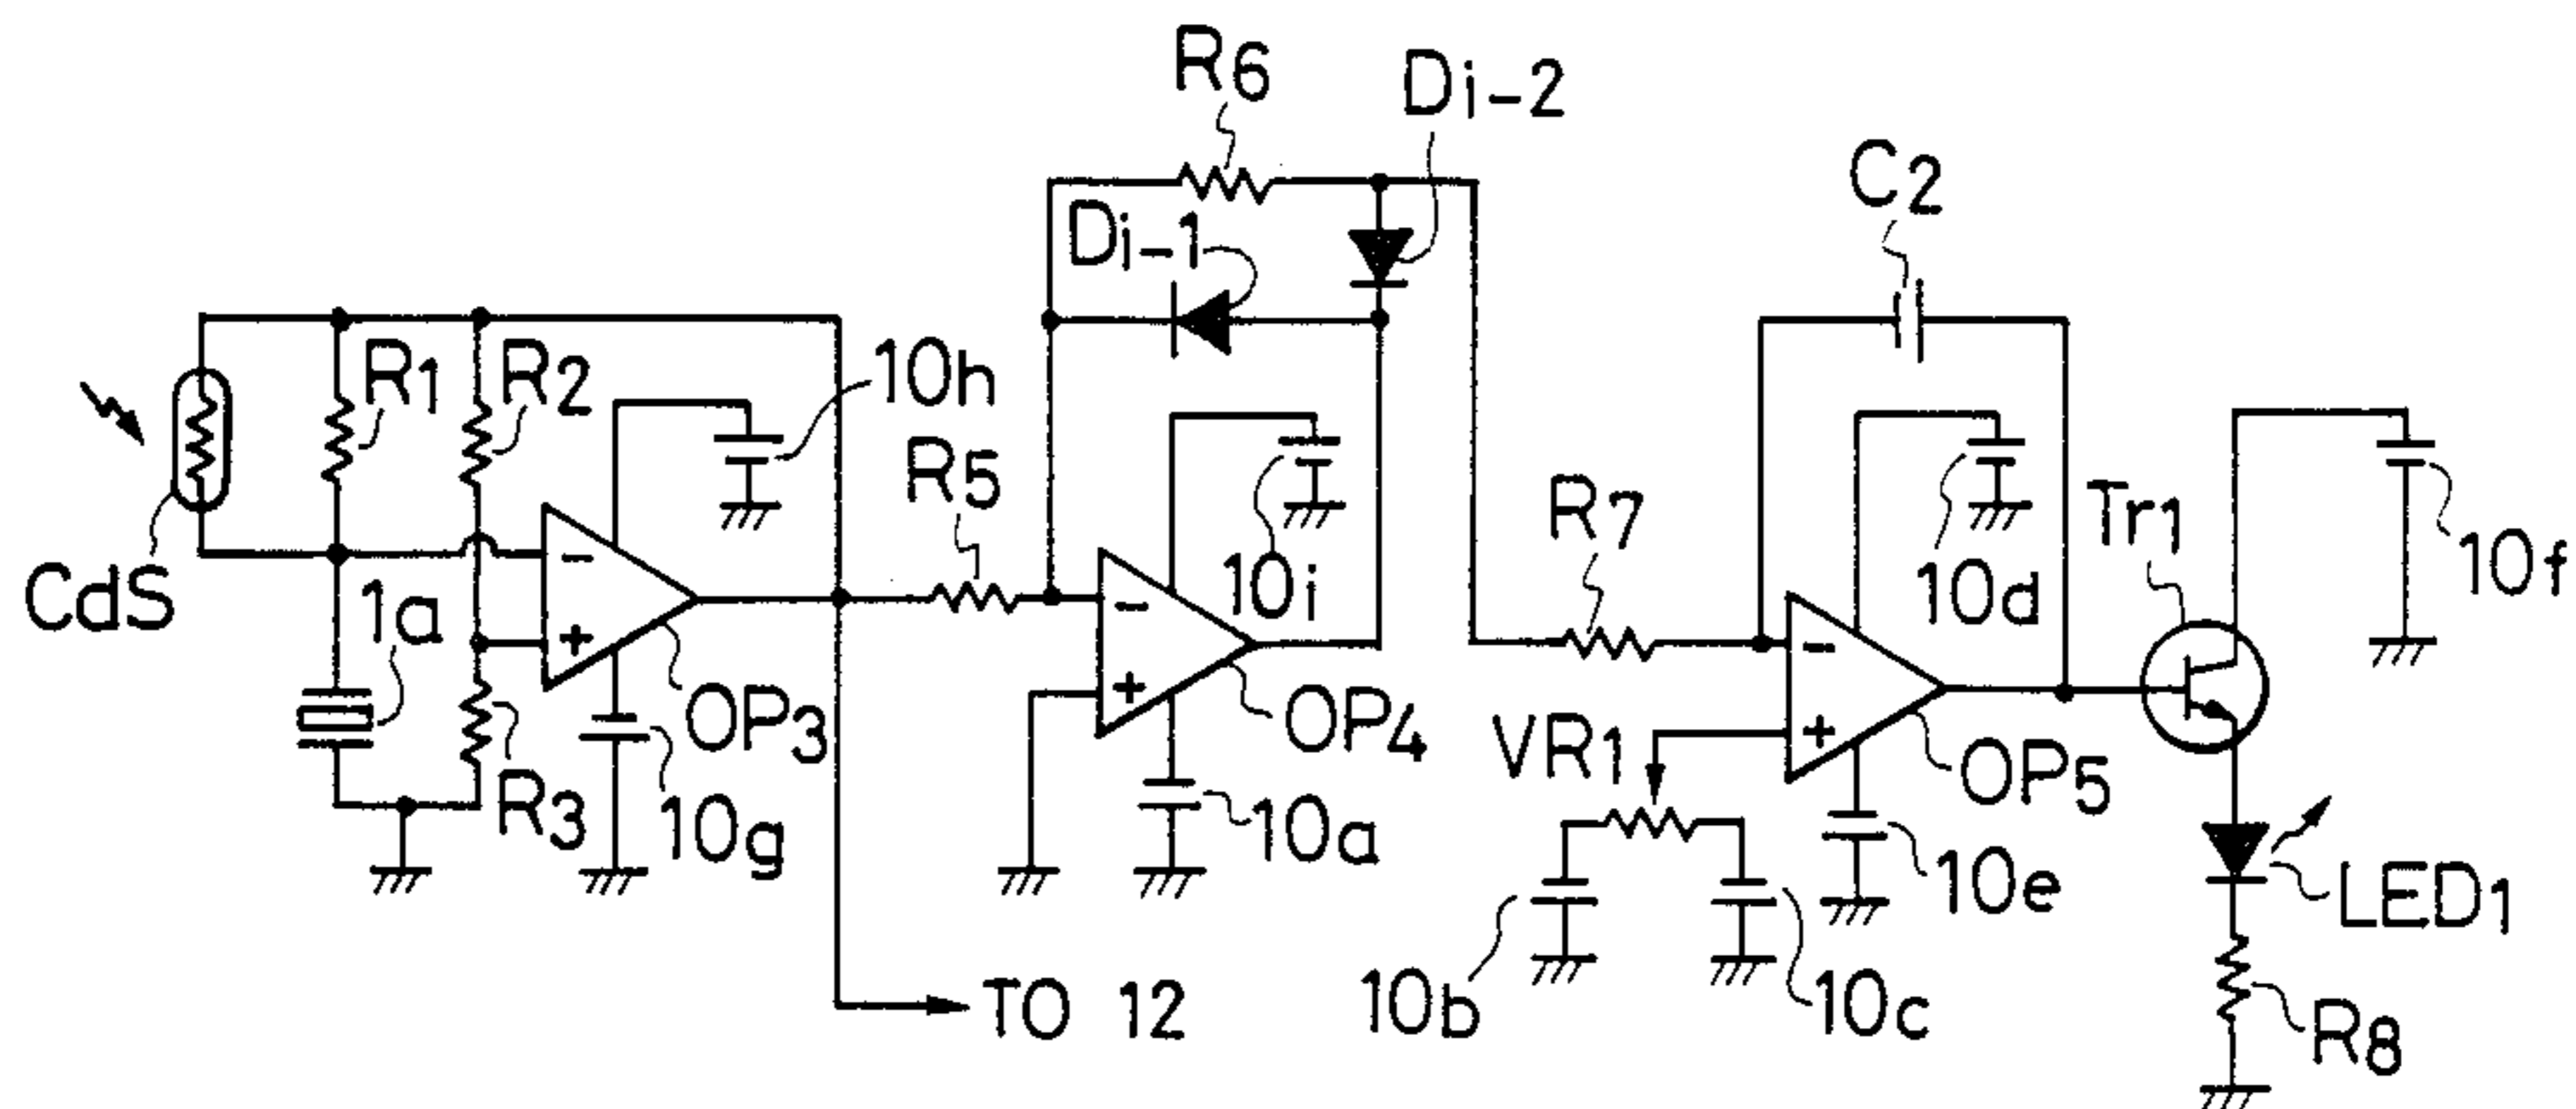 R6
Di-2
C2
Di-1
R1
R2
10h
R5
10i
R7
10d
Tr1
10f
CdS
1a
-
+
OP3
-
+
OP4
VR1
-
+
OP5
R3
10g
10a
10e
LED1
TO 12
10b
10c
R8